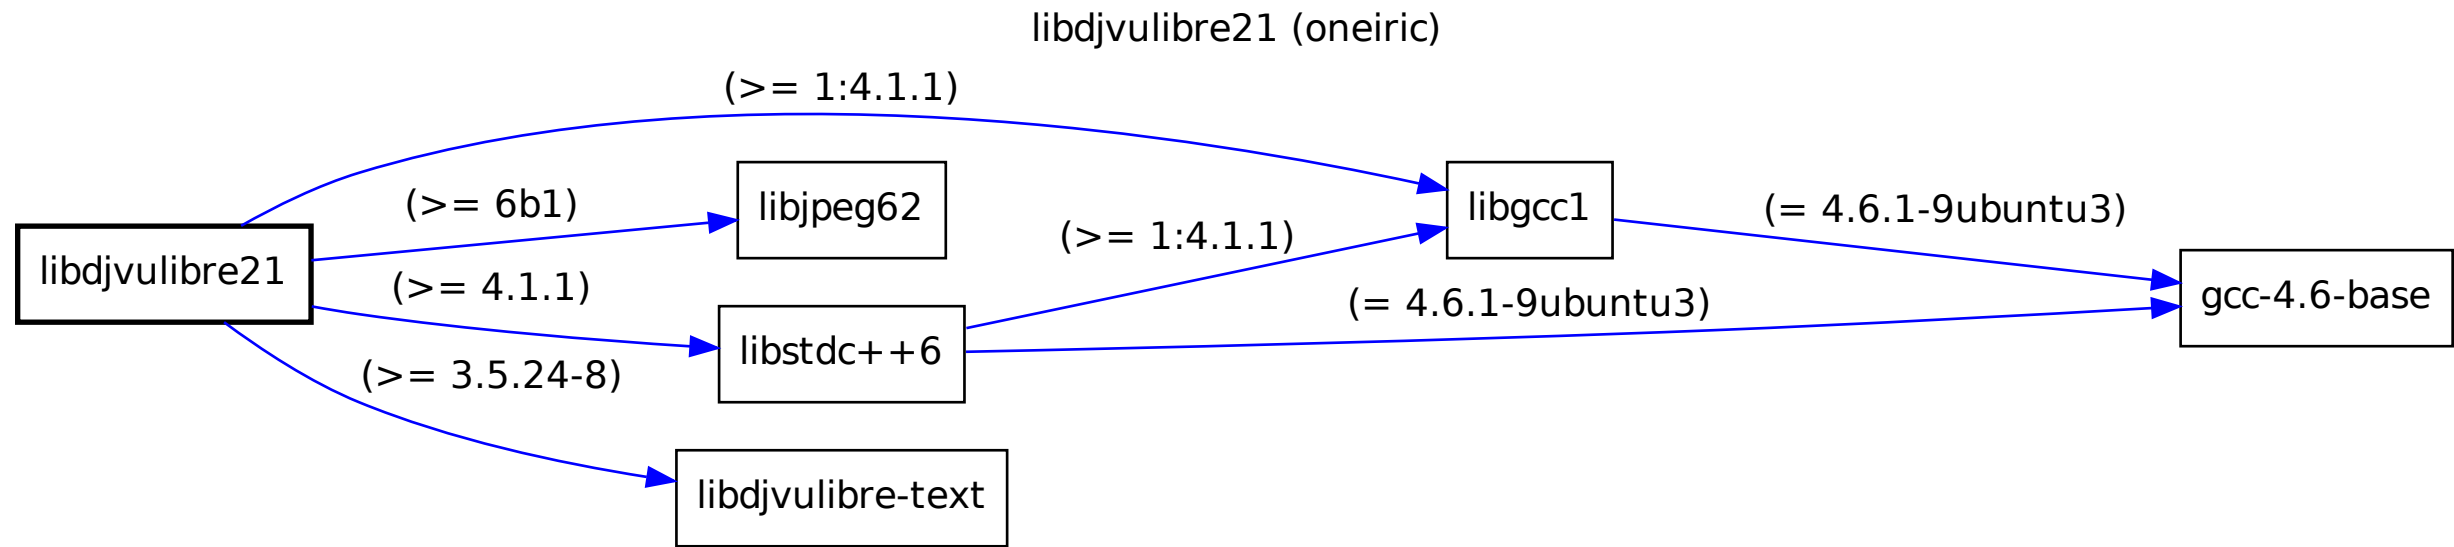 libdjvulibre21 (oneiric)
(>= 1:4.1.1)
(>= 6b1)
libjpeg62
libgcc1
(= 4.6.1-9ubuntu3)
(>= 1:4.1.1)
libdjvulibre21
(>= 4.1.1)
(= 4.6.1-9ubuntu3)
gcc-4.6-base
libstdc++6
(>= 3.5.24-8)
libdjvulibre-text